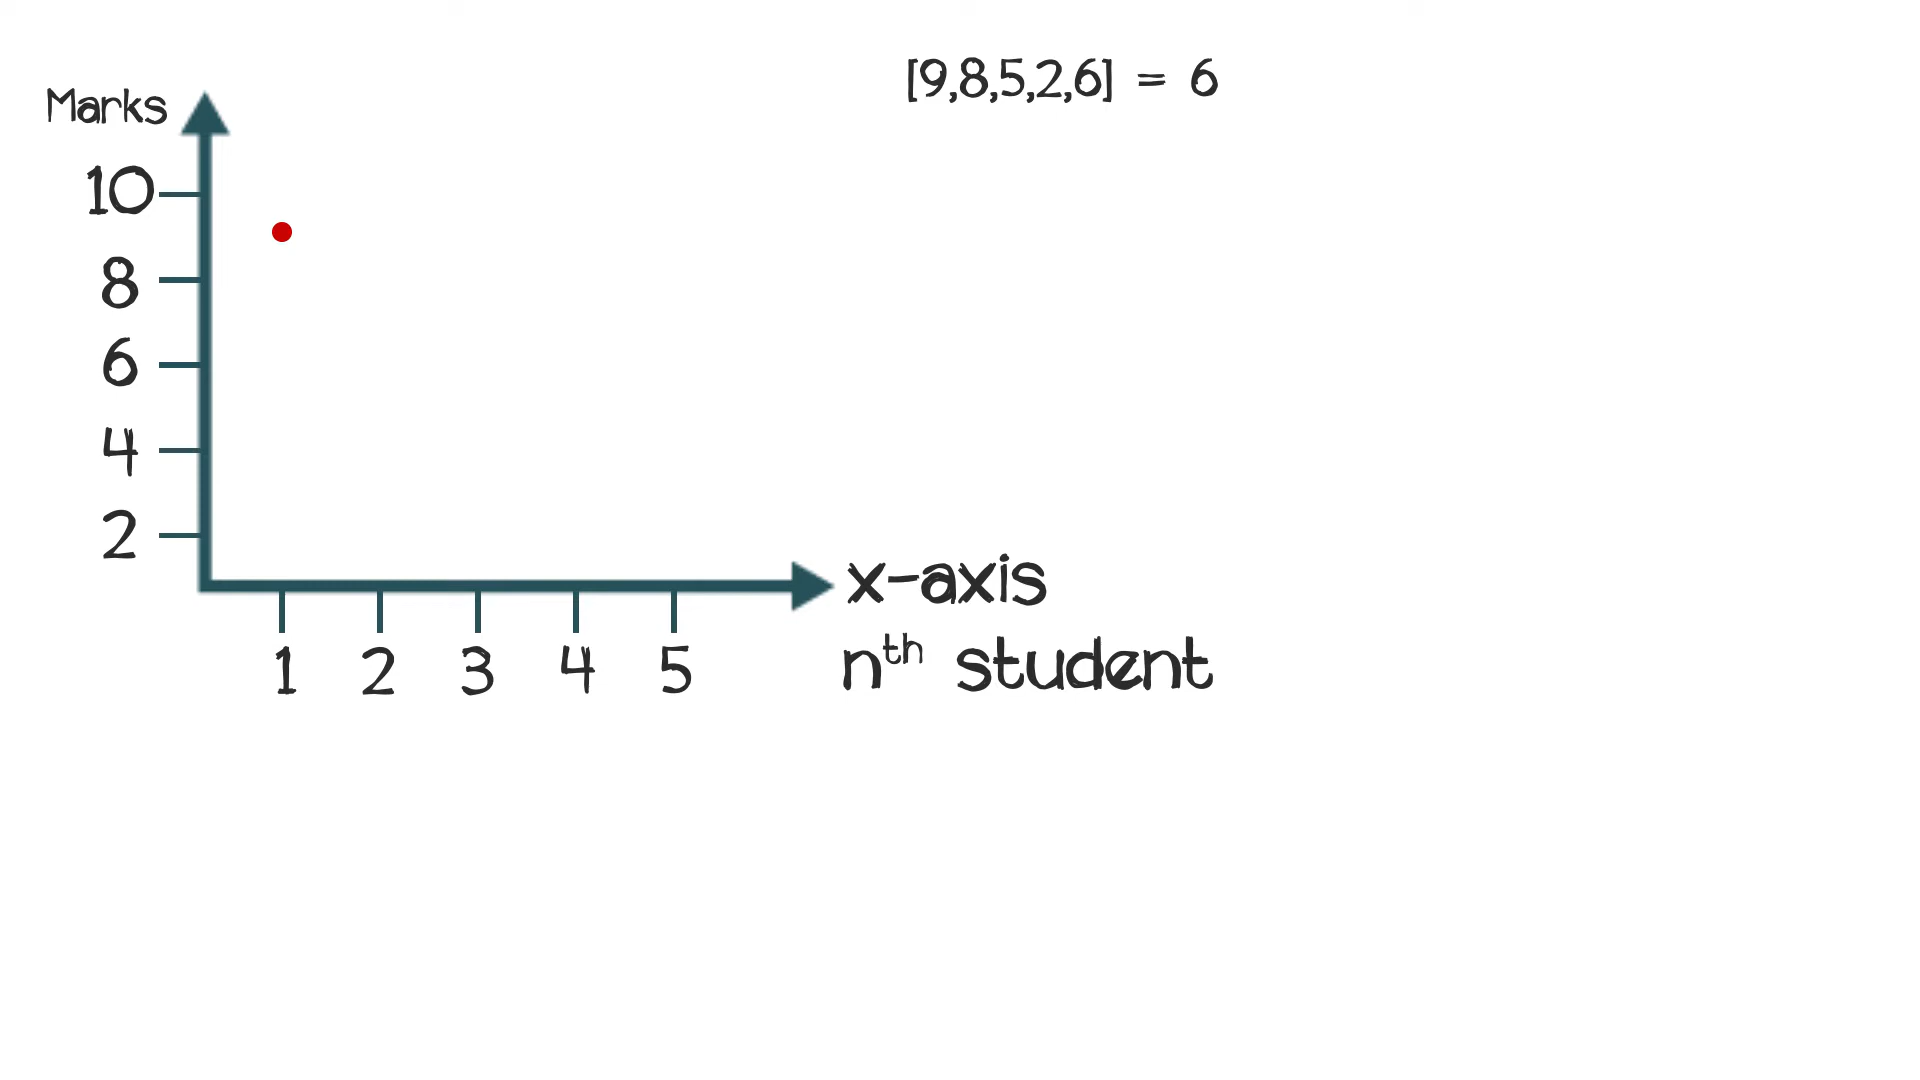 [9,8,5,2,6] = 6
Marks
10
8
6
4
2
x-axis
1 2 3 4 5
nth student